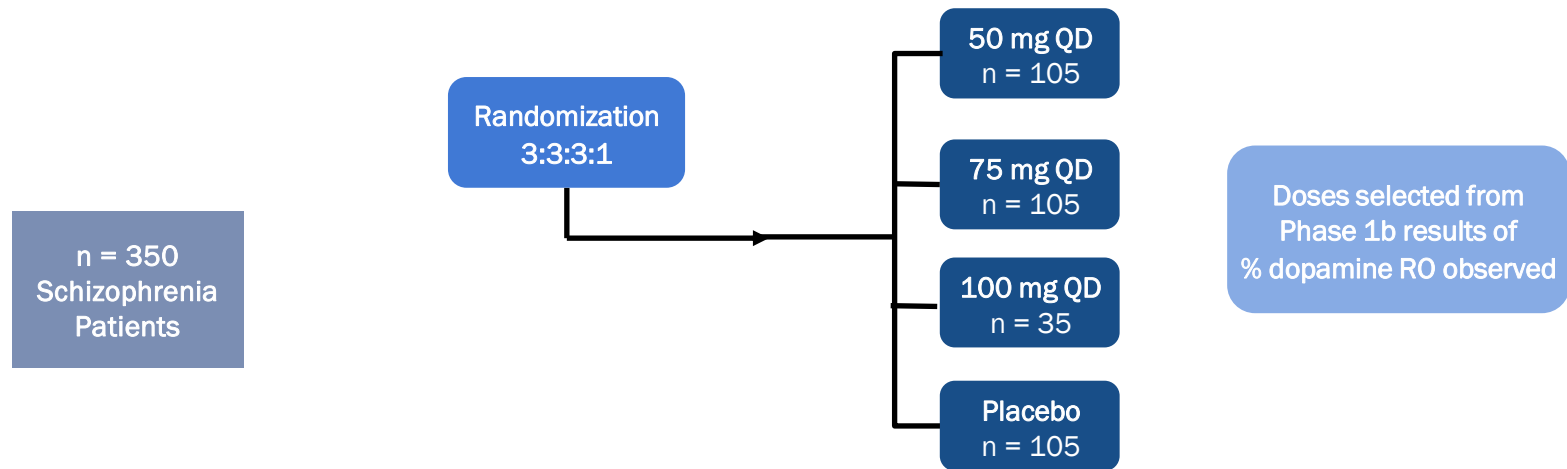 n = 350
Schizophrenia
Patients
Randomization
3:3:3:1
50 mg QD
n = 105
75 mg QD
n = 105
100 mg QD
n = 35
Placebo
n = 105
Doses selected from
Phase 1b results of
% dopamine RO observed